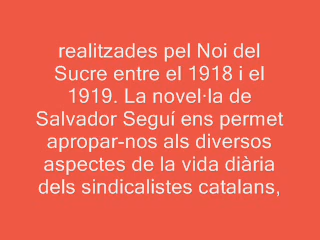 realitzades pel Noi del
Sucre entre el 1918 i el
1919. La novel·la de
Salvador Seguí ens permet
apropar-nos als diversos
aspectes de la vida diària
dels sindicalistes catalans,